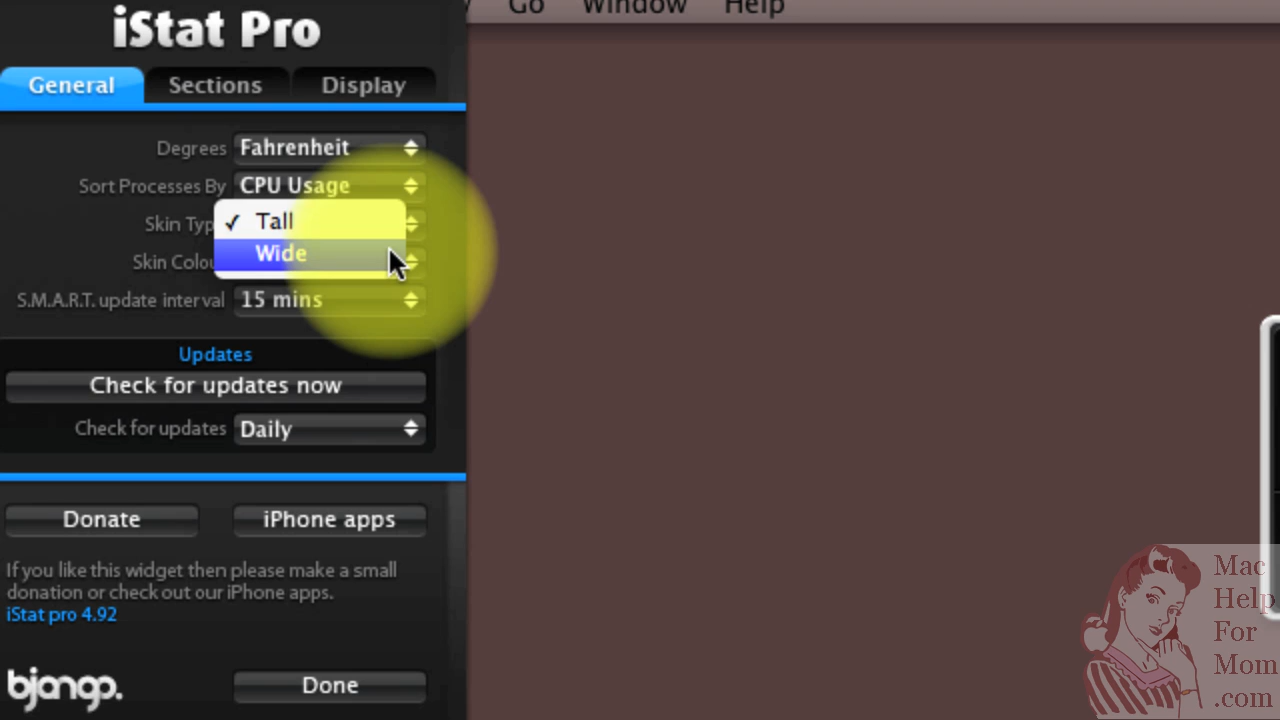 Go Window Help
iStat Pro
General Sections Display
Degrees Fahrenheit
Sort Processes By CPU Usage
Skin Typ ✓ Tall
Wide
Skin Colou
S.M.A.R.T. update interval 15 mins
Updates
Check for updates now
Check for updates Daily
Donate iPhone apps
If you like this widget then please make a small
donation or check out our iPhone apps.
iStat pro 4.92
bjango.
Done
Mac
Help
For
Mom
.com